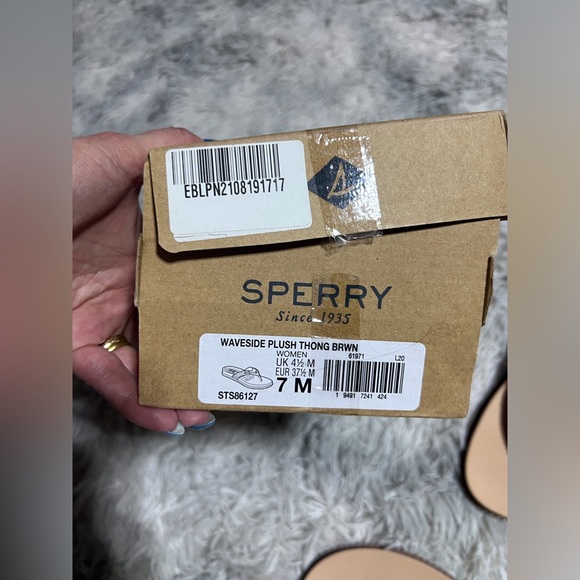 EBLPN2108191717
SPERRY
Since 1935
WAVESIDE PLUSH THONG BRWN
WOMEN
UK 4½ M
EUR 37½ M
7 M
61971 L20
STS86127
1 9491 7241 424